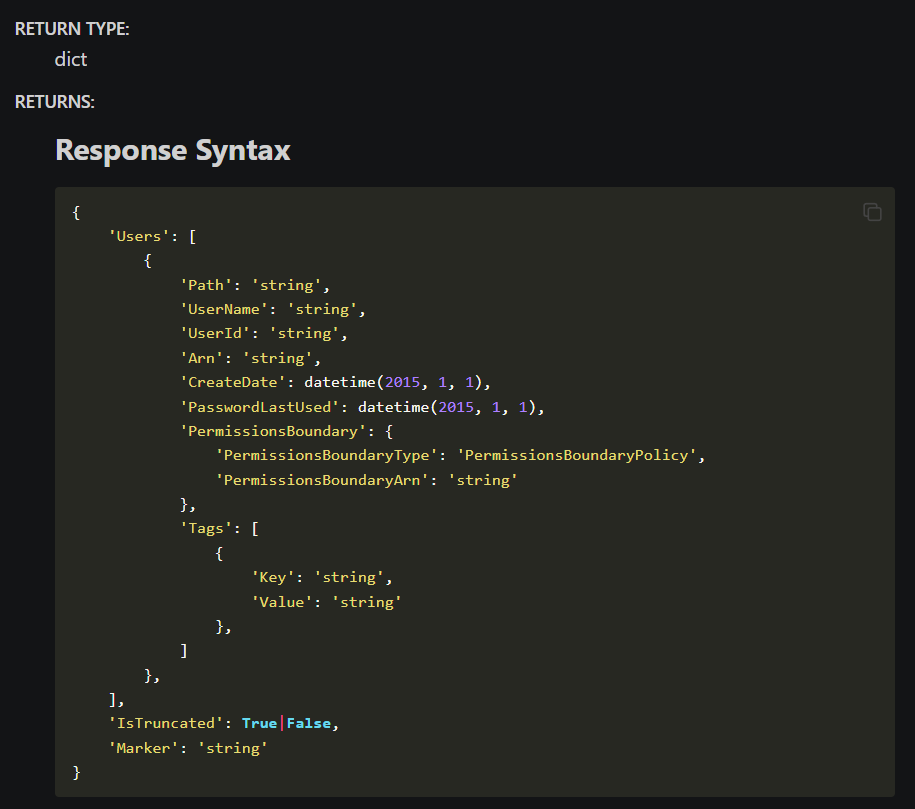 RETURN TYPE:
dict
RETURNS:
Response Syntax
{
    'Users': [
        {
            'Path': 'string',
            'UserName': 'string',
            'UserId': 'string',
            'Arn': 'string',
            'CreateDate': datetime(2015, 1, 1),
            'PasswordLastUsed': datetime(2015, 1, 1),
            'PermissionsBoundary': {
                'PermissionsBoundaryType': 'PermissionsBoundaryPolicy',
                'PermissionsBoundaryArn': 'string'
            },
            'Tags': [
                {
                    'Key': 'string',
                    'Value': 'string'
                },
            ]
        },
    ],
    'IsTruncated': True|False,
    'Marker': 'string'
}